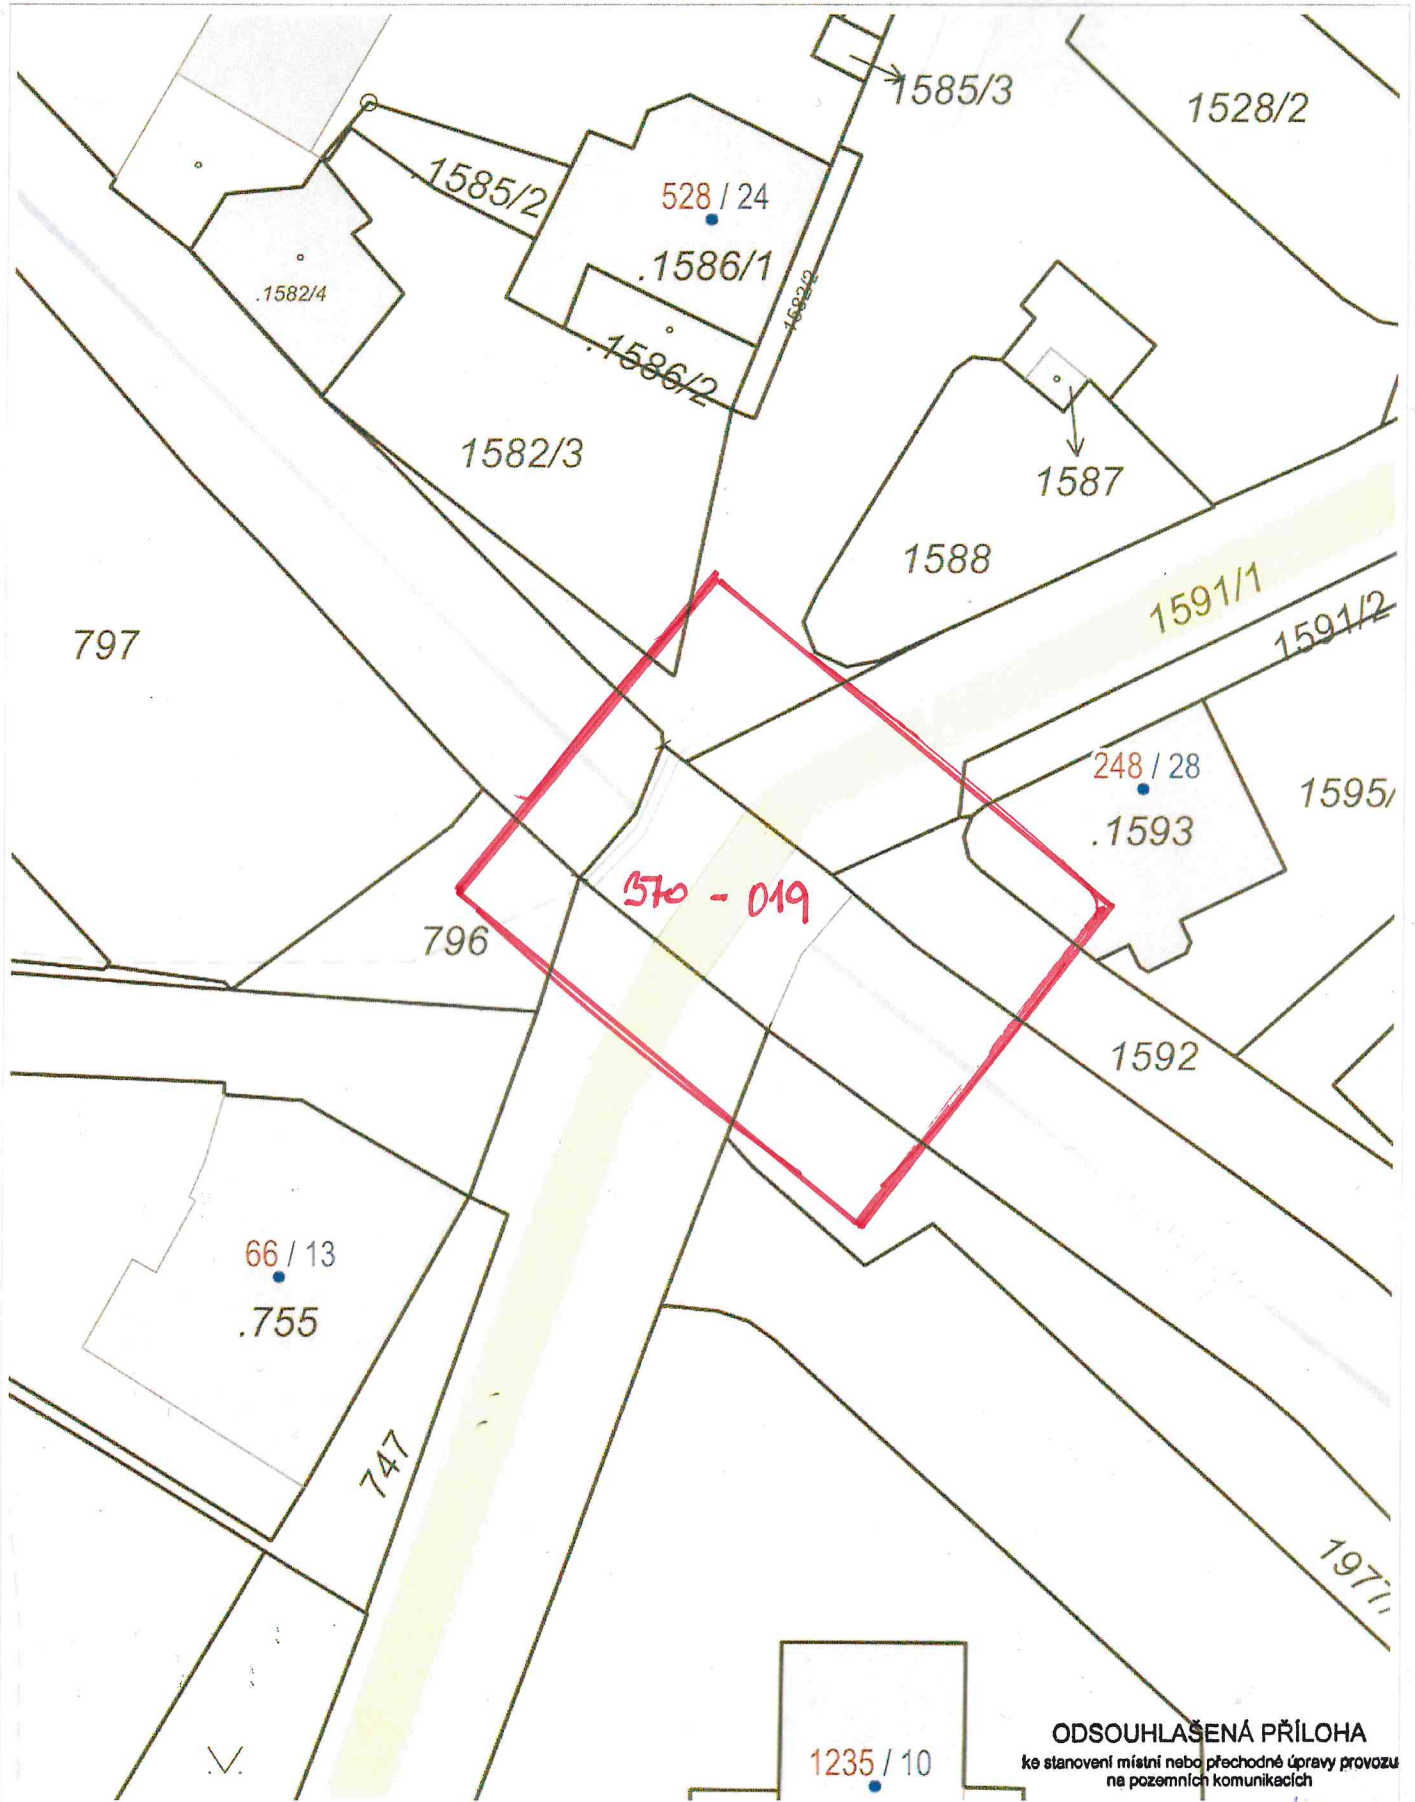 1585/3
1528/2
1585/2
528 / 24
.1586/1
1582/2
.1582/4
.1586/2
1582/3
1587
1588
1591/1
1591/2
797
248 / 28
.1593
1595/
370 - 019
796
1592
66 / 13
.755
747
1977/
1235 / 10
ODSOUHLAŠENÁ PŘÍLOHA
ke stanovení místní nebo přechodné úpravy provozu
na pozemních komunikacích